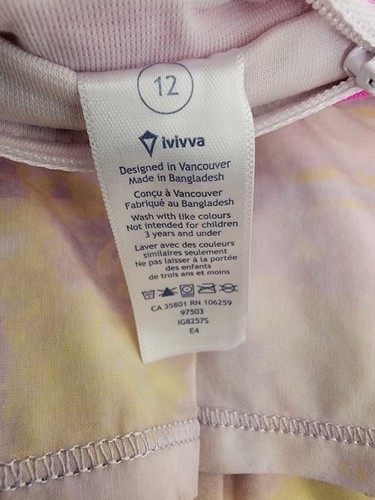 12
ivivva
Designed in Vancouver
Made in Bangladesh
Conçu à Vancouver
Fabriqué au Bangladesh
Wash with like colours
Not intended for children
3 years and under
Laver avec des couleurs
similaires seulement
Ne pas laisser à la portée
des enfants
de trois ans et moins
CA 35801 RN 106259
97503
IG8257S
E4